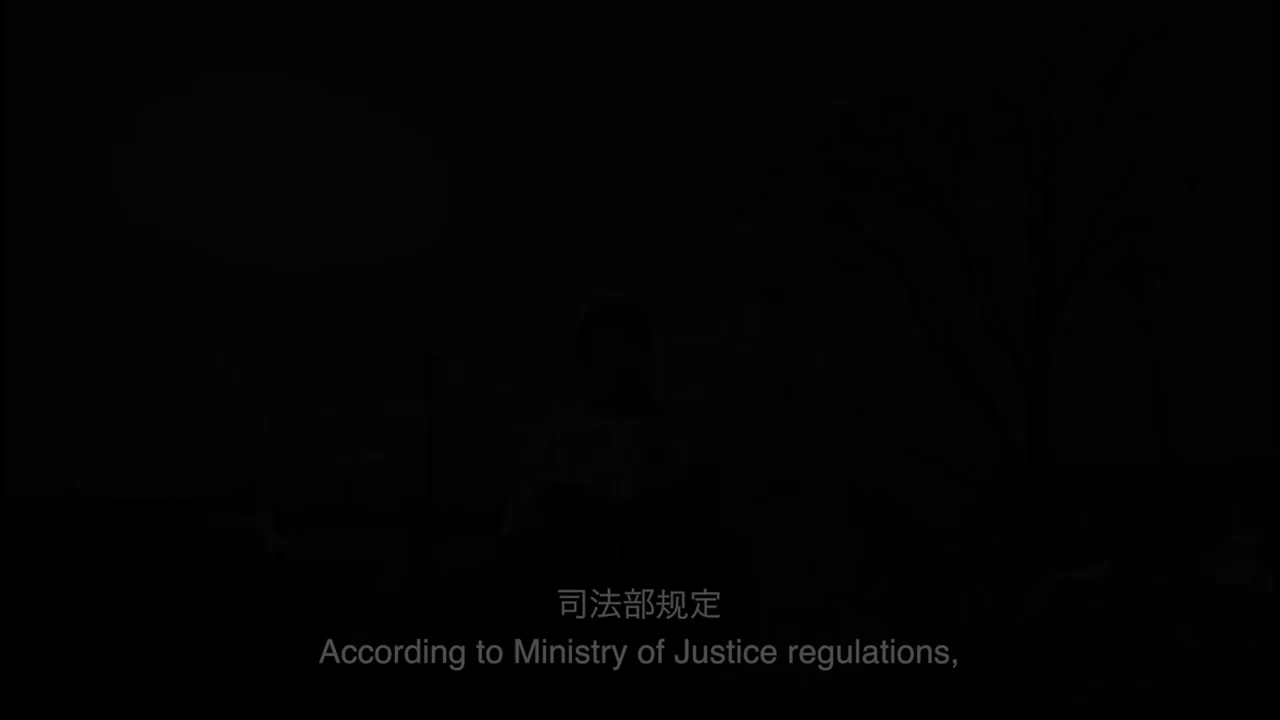 司法部规定
According to Ministry of Justice regulations,